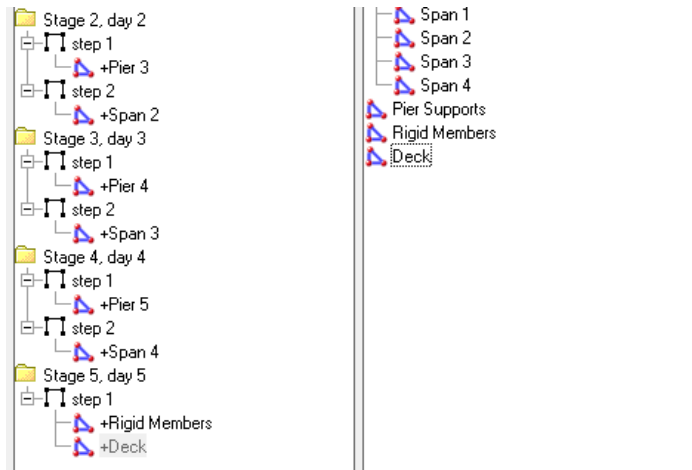 Stage 2, day 2
step 1
+Pier 3
step 2
+Span 2
Stage 3, day 3
step 1
+Pier 4
step 2
+Span 3
Stage 4, day 4
step 1
+Pier 5
step 2
+Span 4
Stage 5, day 5
step 1
+Rigid Members
+Deck
Span 1
Span 2
Span 3
Span 4
Pier Supports
Rigid Members
Deck